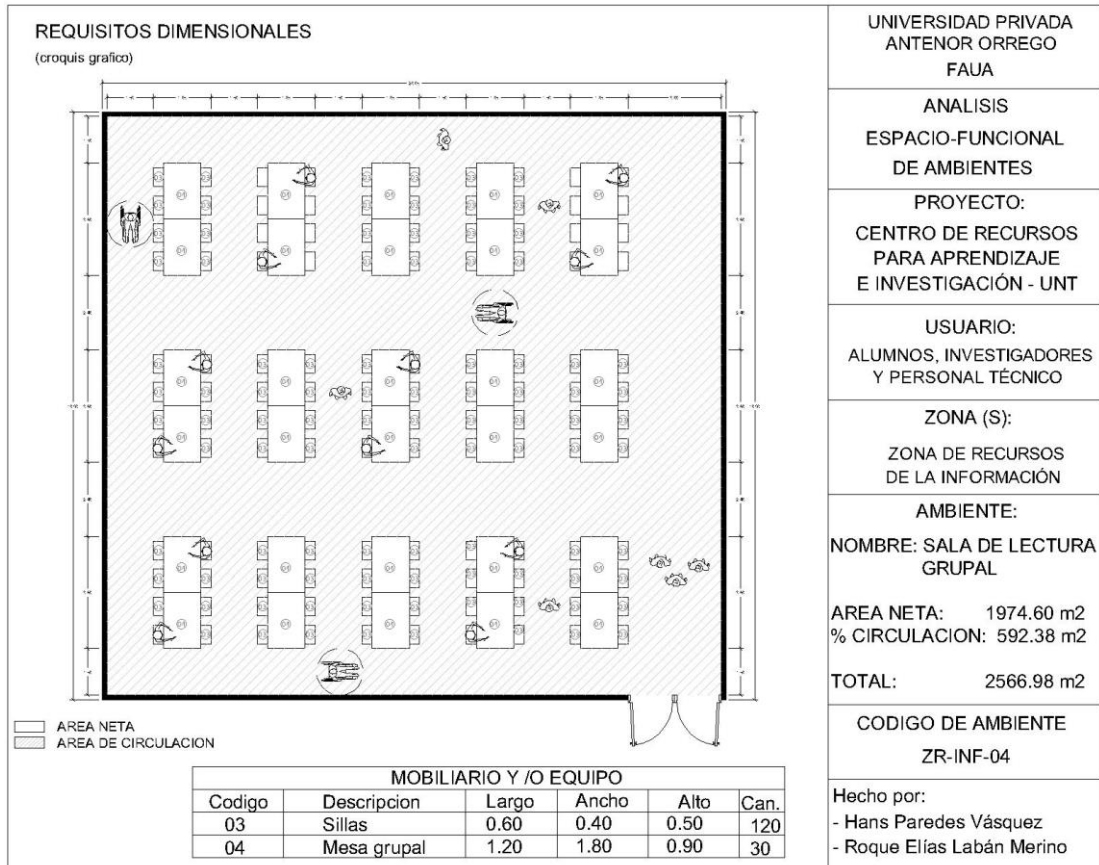 REQUISITOS DIMENSIONALES
(croquis grafico)
AREA NETA
AREA DE CIRCULACION
MOBILIARIO Y /O EQUIPO
Codigo Descripcion Largo Ancho Alto Can.
03 Sillas 0.60 0.40 0.50 120
04 Mesa grupal 1.20 1.80 0.90 30
UNIVERSIDAD PRIVADA
ANTENOR ORREGO
FAUA
ANALISIS
ESPACIO-FUNCIONAL
DE AMBIENTES
PROYECTO:
CENTRO DE RECURSOS
PARA APRENDIZAJE
E INVESTIGACIÓN - UNT
USUARIO:
ALUMNOS, INVESTIGADORES
Y PERSONAL TÉCNICO
ZONA (S):
ZONA DE RECURSOS
DE LA INFORMACIÓN
AMBIENTE:
NOMBRE: SALA DE LECTURA
GRUPAL
AREA NETA: 1974.60 m2
% CIRCULACION: 592.38 m2
TOTAL: 2566.98 m2
CODIGO DE AMBIENTE
ZR-INF-04
Hecho por:
- Hans Paredes Vásquez
- Roque Elías Labán Merino